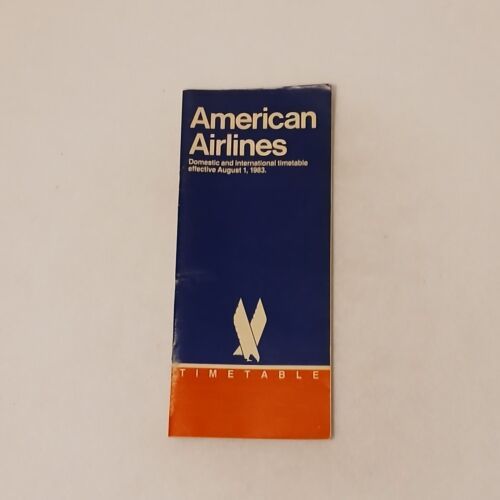 American
Airlines
Domestic and international timetable
effective August 1, 1983.
TIMETABLE